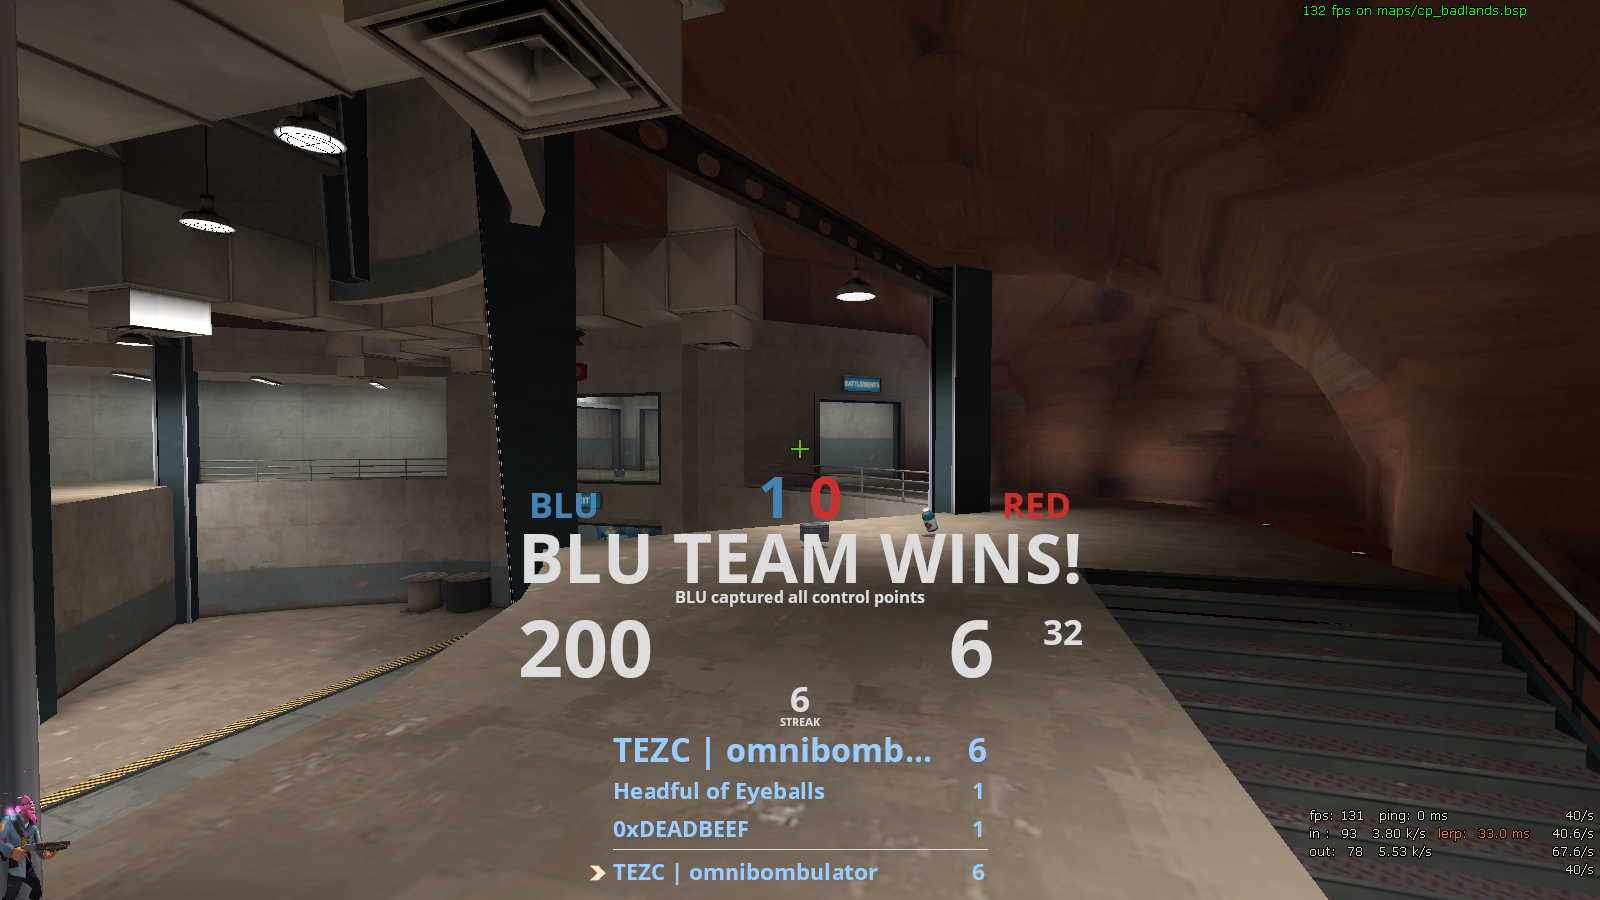 132 fps on maps/cp_badlands.bsp
BATTLEMENTS
BLU 1 0 RED
BLU TEAM WINS!
BLU captured all control points
200 6 32
6
STREAK
TEZC | omnibomb... 6
Headful of Eyeballs 1
0xDEADBEEF 1
TEZC | omnibombulator 6
fps: 131 ping: 0 ms 40/s
in : 93 3.80 k/s lerp: 33.0 ms 40.6/s
out: 78 5.53 k/s 67.6/s
40/s